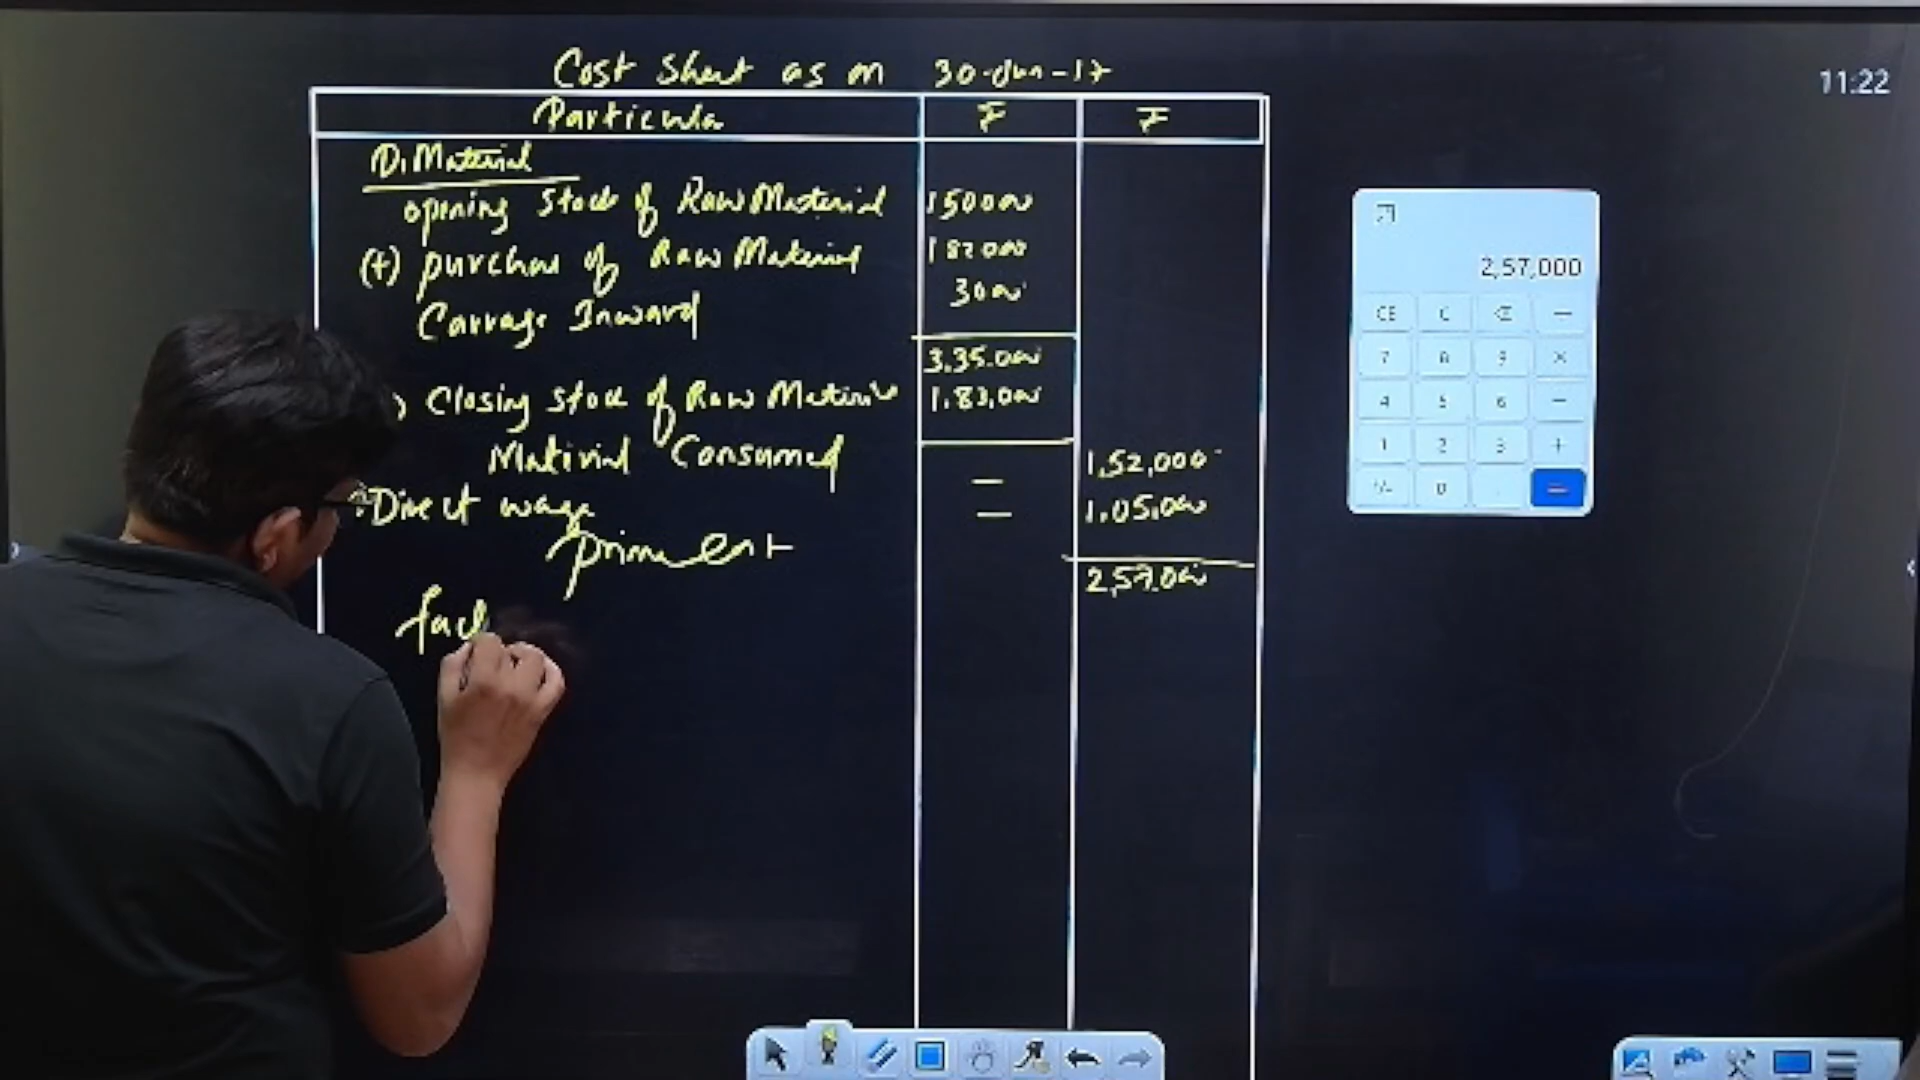 Cost Sheet as on 30-Jun-17
11:22
Particular ₹ ₹
D. Material
opening stock of Raw Material 150000
(+) purchase of Raw Material 182000
Carrage Inward 3000
3,35,000
) Closing stock of Raw Material 1,83,000
Material Consumed — 1,52,000
Direct wage — 1,05,000
prime cost 2,57,000
fact
2,57,000
CE C
7 8 9 ×
4 5 6 −
1 2 3 +
+/- 0 . =